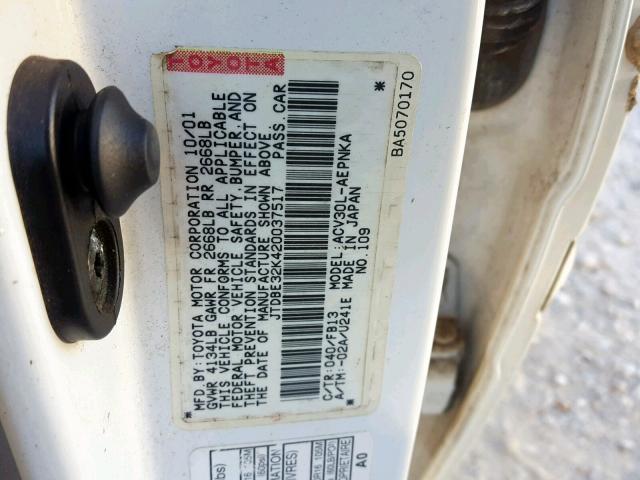 TOYOTA
MFD. BY: TOYOTA MOTOR CORPORATION 10/01
GVWR 4134LB GAWR FR 2668LB RR 2668LB
THIS VEHICLE CONFORMS TO ALL APPLICABLE
FEDERAL MOTOR VEHICLE SAFETY, BUMPER, AND
THEFT PREVENTION STANDARDS IN EFFECT ON
THE DATE OF MANUFACTURE SHOWN ABOVE.
JTDBE32K420037517 PASS. CAR
C/TR: 040/FB13 MODEL: ACV30L-AEPNKA
A/TM: -02A/U241E MADE IN JAPAN
NO. 109
BA5070170
A0